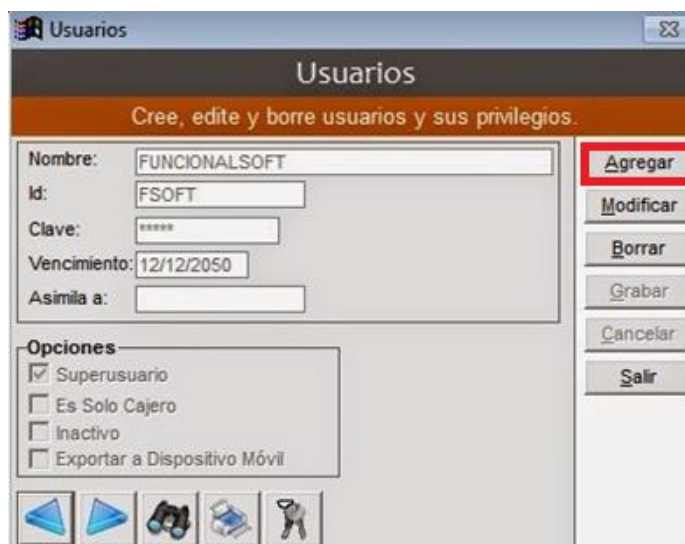 Usuarios
Usuarios
Cree, edite y borre usuarios y sus privilegios.
Nombre: FUNCIONALSOFT
Id: FSOFT
Clave: *****
Vencimiento: 12/12/2050
Asimila a:
Opciones
Superusuario
Es Solo Cajero
Inactivo
Exportar a Dispositivo Móvil
Agregar
Modificar
Borrar
Grabar
Cancelar
Salir